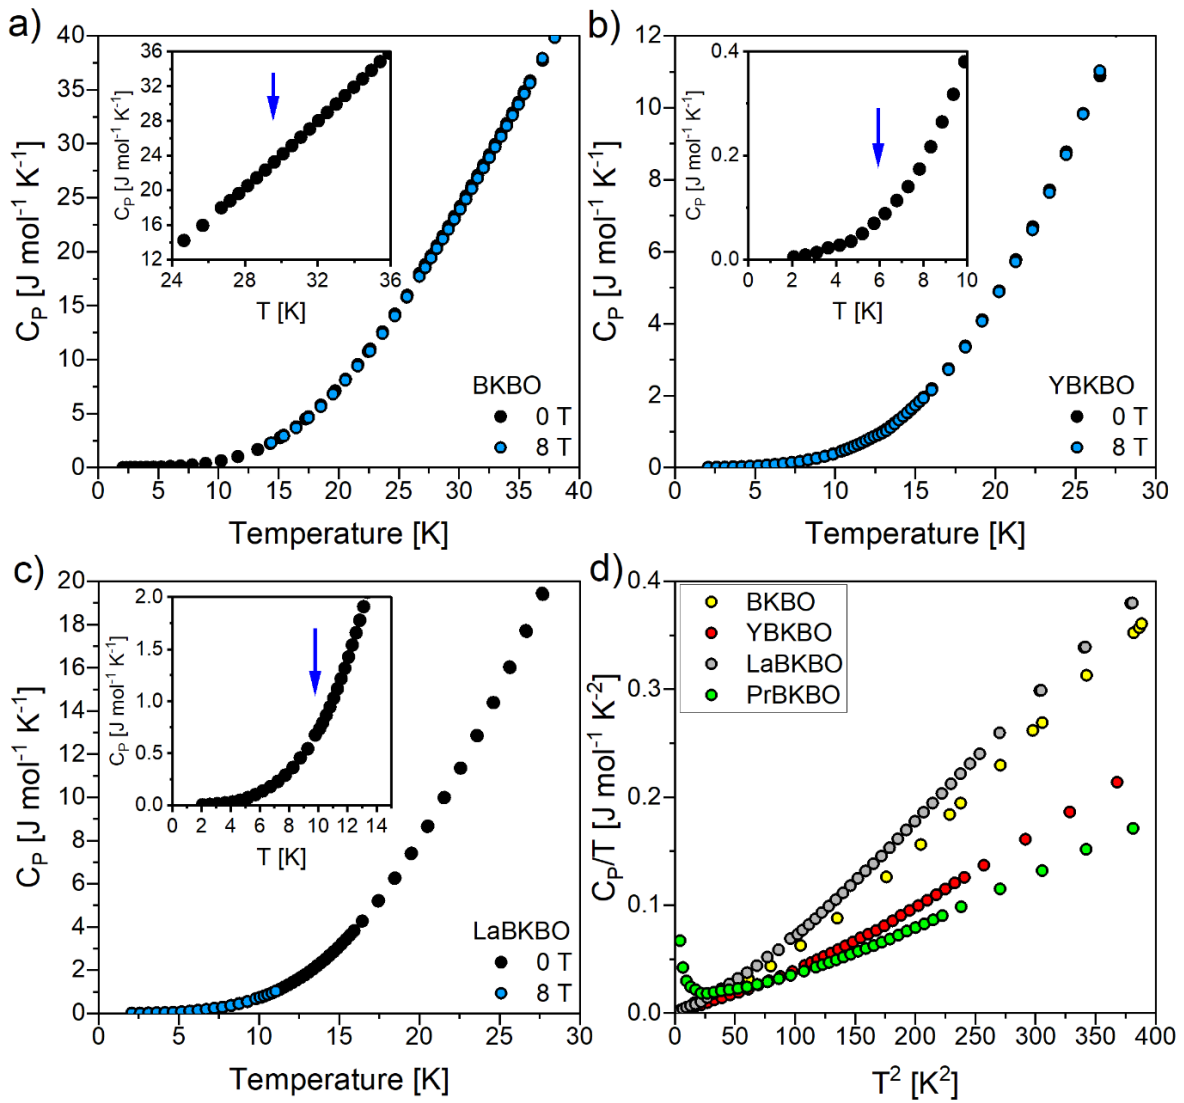 a)
40
35
30
25
20
15
10
5
0
C_P [J mol⁻¹ K⁻¹]
36
32
28
24
20
16
12
C_P [J mol⁻¹ K⁻¹]
24 26 28 30 32 34 36
T [K]
BKBO
0 T
8 T
0 5 10 15 20 25 30 35 40
Temperature [K]
b)
12
10
8
6
4
2
0
C_P [J mol⁻¹ K⁻¹]
0.4
0.2
0.0
C_P [J mol⁻¹ K⁻¹]
0 2 4 6 8 10
T [K]
YBKBO
0 T
8 T
0 5 10 15 20 25 30
Temperature [K]
c)
20
18
16
14
12
10
8
6
4
2
0
C_P [J mol⁻¹ K⁻¹]
2.0
1.5
1.0
0.5
0.0
C_P [J mol⁻¹ K⁻¹]
0 2 4 6 8 10 12 14
T [K]
LaBKBO
0 T
8 T
0 5 10 15 20 25 30
Temperature [K]
d)
0.4
0.3
0.2
0.1
0.0
C_P/T [J mol⁻¹ K⁻²]
BKBO
YBKBO
LaBKBO
PrBKBO
0 50 100 150 200 250 300 350 400
T² [K²]